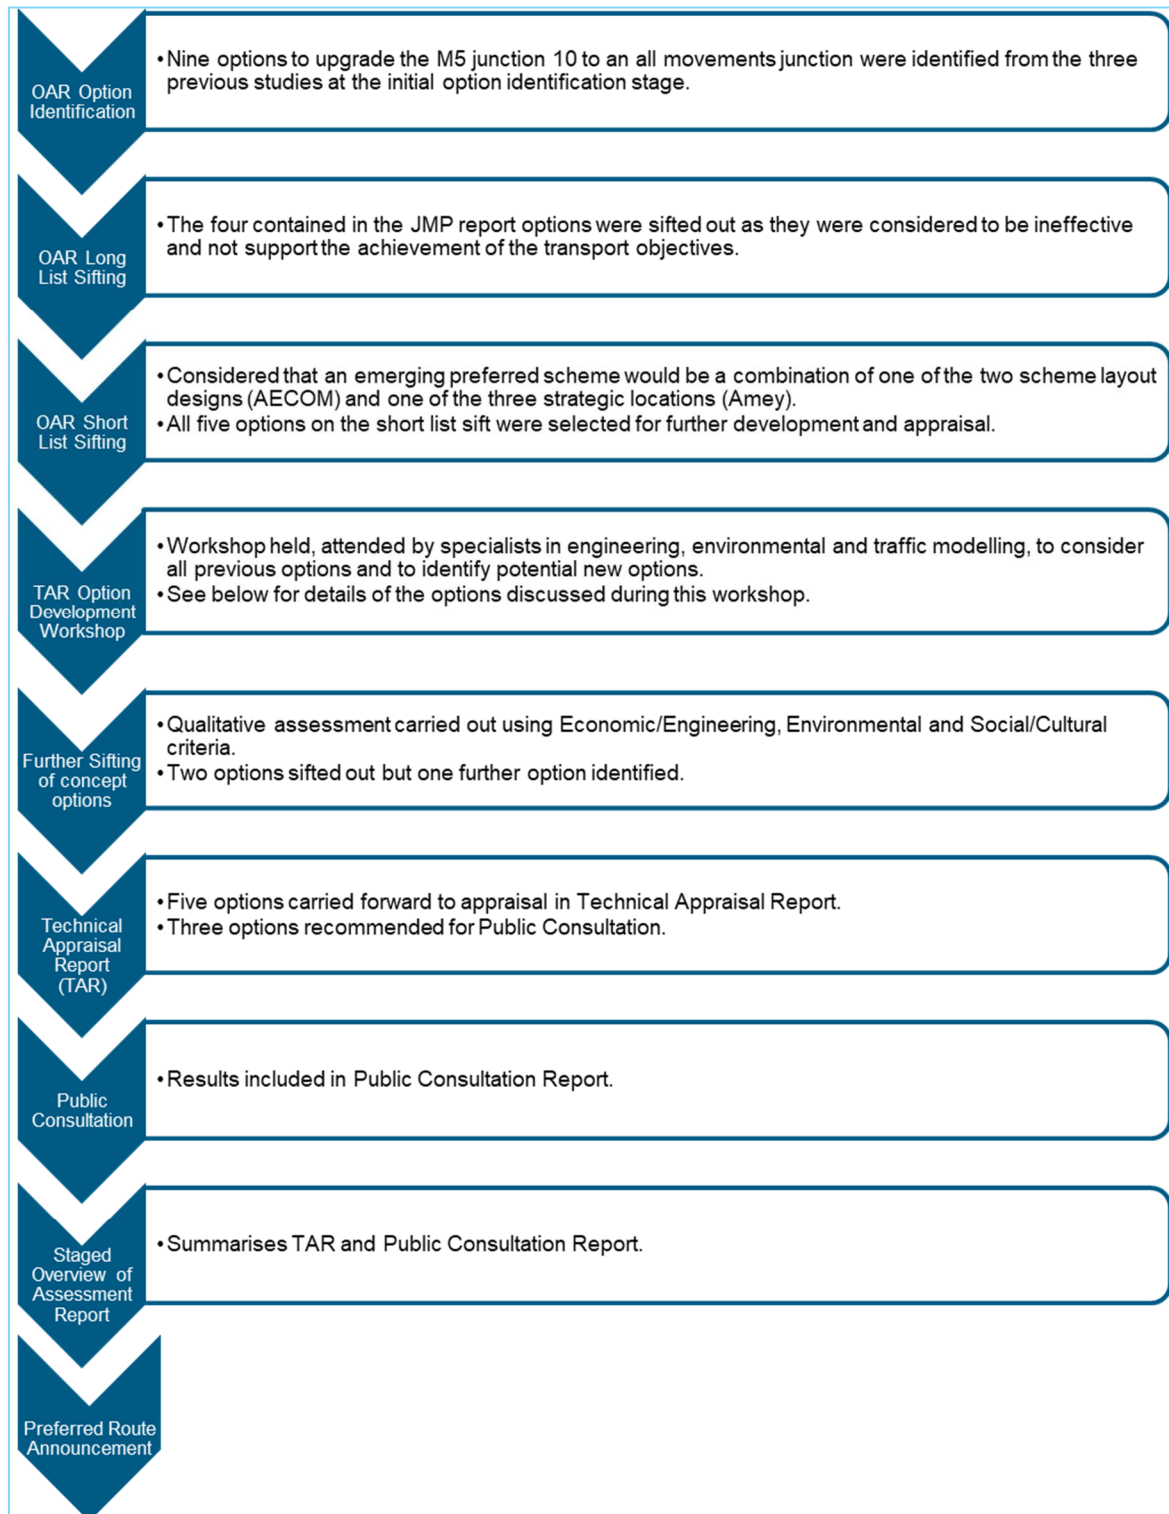 OAR Option
Identification
•Nine options to upgrade the M5 junction 10 to an all movements junction were identified from the three
previous studies at the initial option identification stage.
OAR Long
List Sifting
•The four contained in the JMP report options were sifted out as they were considered to be ineffective
and not support the achievement of the transport objectives.
OAR Short
List Sifting
•Considered that an emerging preferred scheme would be a combination of one of the two scheme layout
designs (AECOM) and one of the three strategic locations (Amey).
•All five options on the short list sift were selected for further development and appraisal.
TAR Option
Development
Workshop
•Workshop held, attended by specialists in engineering, environmental and traffic modelling, to consider
all previous options and to identify potential new options.
•See below for details of the options discussed during this workshop.
Further Sifting
of concept
options
•Qualitative assessment carried out using Economic/Engineering, Environmental and Social/Cultural
criteria.
•Two options sifted out but one further option identified.
Technical
Appraisal
Report
(TAR)
•Five options carried forward to appraisal in Technical Appraisal Report.
•Three options recommended for Public Consultation.
Public
Consultation
•Results included in Public Consultation Report.
Staged
Overview of
Assessment
Report
•Summarises TAR and Public Consultation Report.
Preferred Route
Announcement